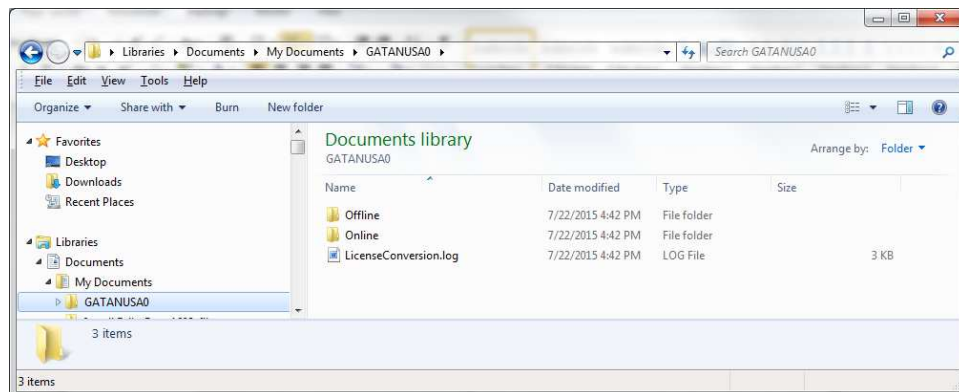 Libraries ▸ Documents ▸ My Documents ▸ GATANUSA0 ▸
Search GATANUSA0
File Edit View Tools Help
Organize Share with Burn New folder
Favorites
Desktop
Downloads
Recent Places
Libraries
Documents
My Documents
GATANUSA0
Documents library
GATANUSA0
Arrange by: Folder
Name Date modified Type Size
Offline 7/22/2015 4:42 PM File folder
Online 7/22/2015 4:42 PM File folder
LicenseConversion.log 7/22/2015 4:42 PM LOG File 3 KB
3 items
3 items